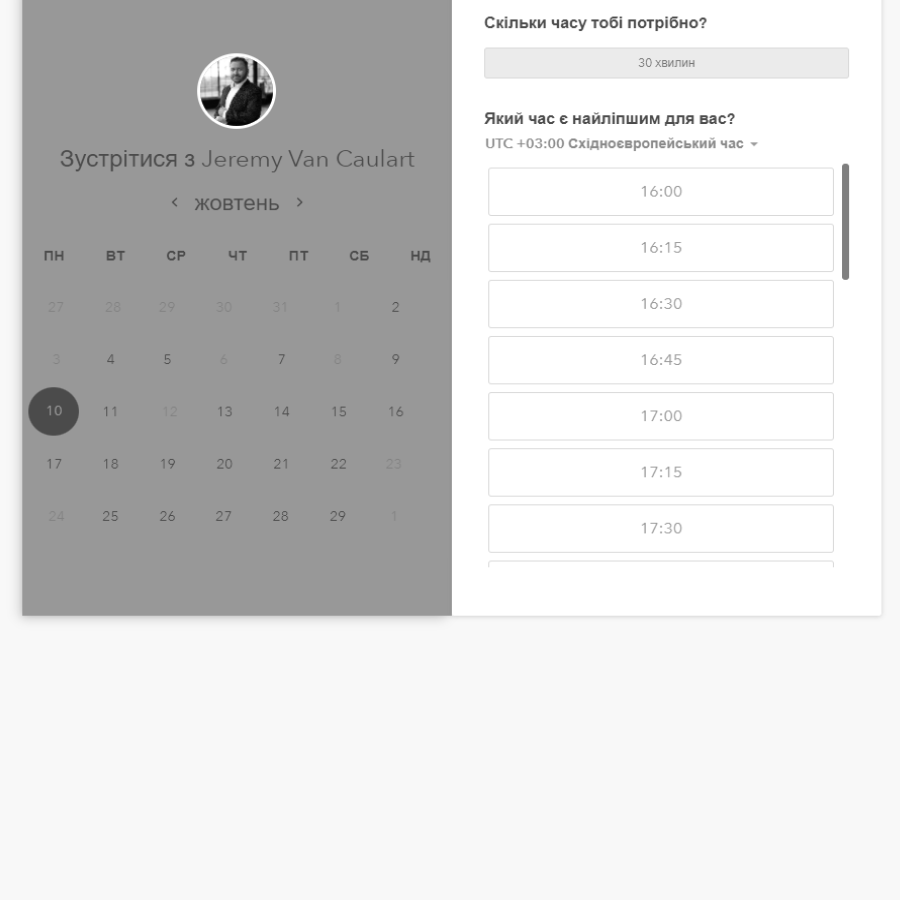 Зустрітися з Jeremy Van Caulart
жовтень
ПН ВТ СР ЧТ ПТ СБ НД
27 28 29 30 31 1 2
3 4 5 6 7 8 9
10 11 12 13 14 15 16
17 18 19 20 21 22 23
24 25 26 27 28 29 1
Скільки часу тобі потрібно?
30 хвилин
Який час є найліпшим для вас?
UTC +03:00 Східноєвропейський час
16:00
16:15
16:30
16:45
17:00
17:15
17:30